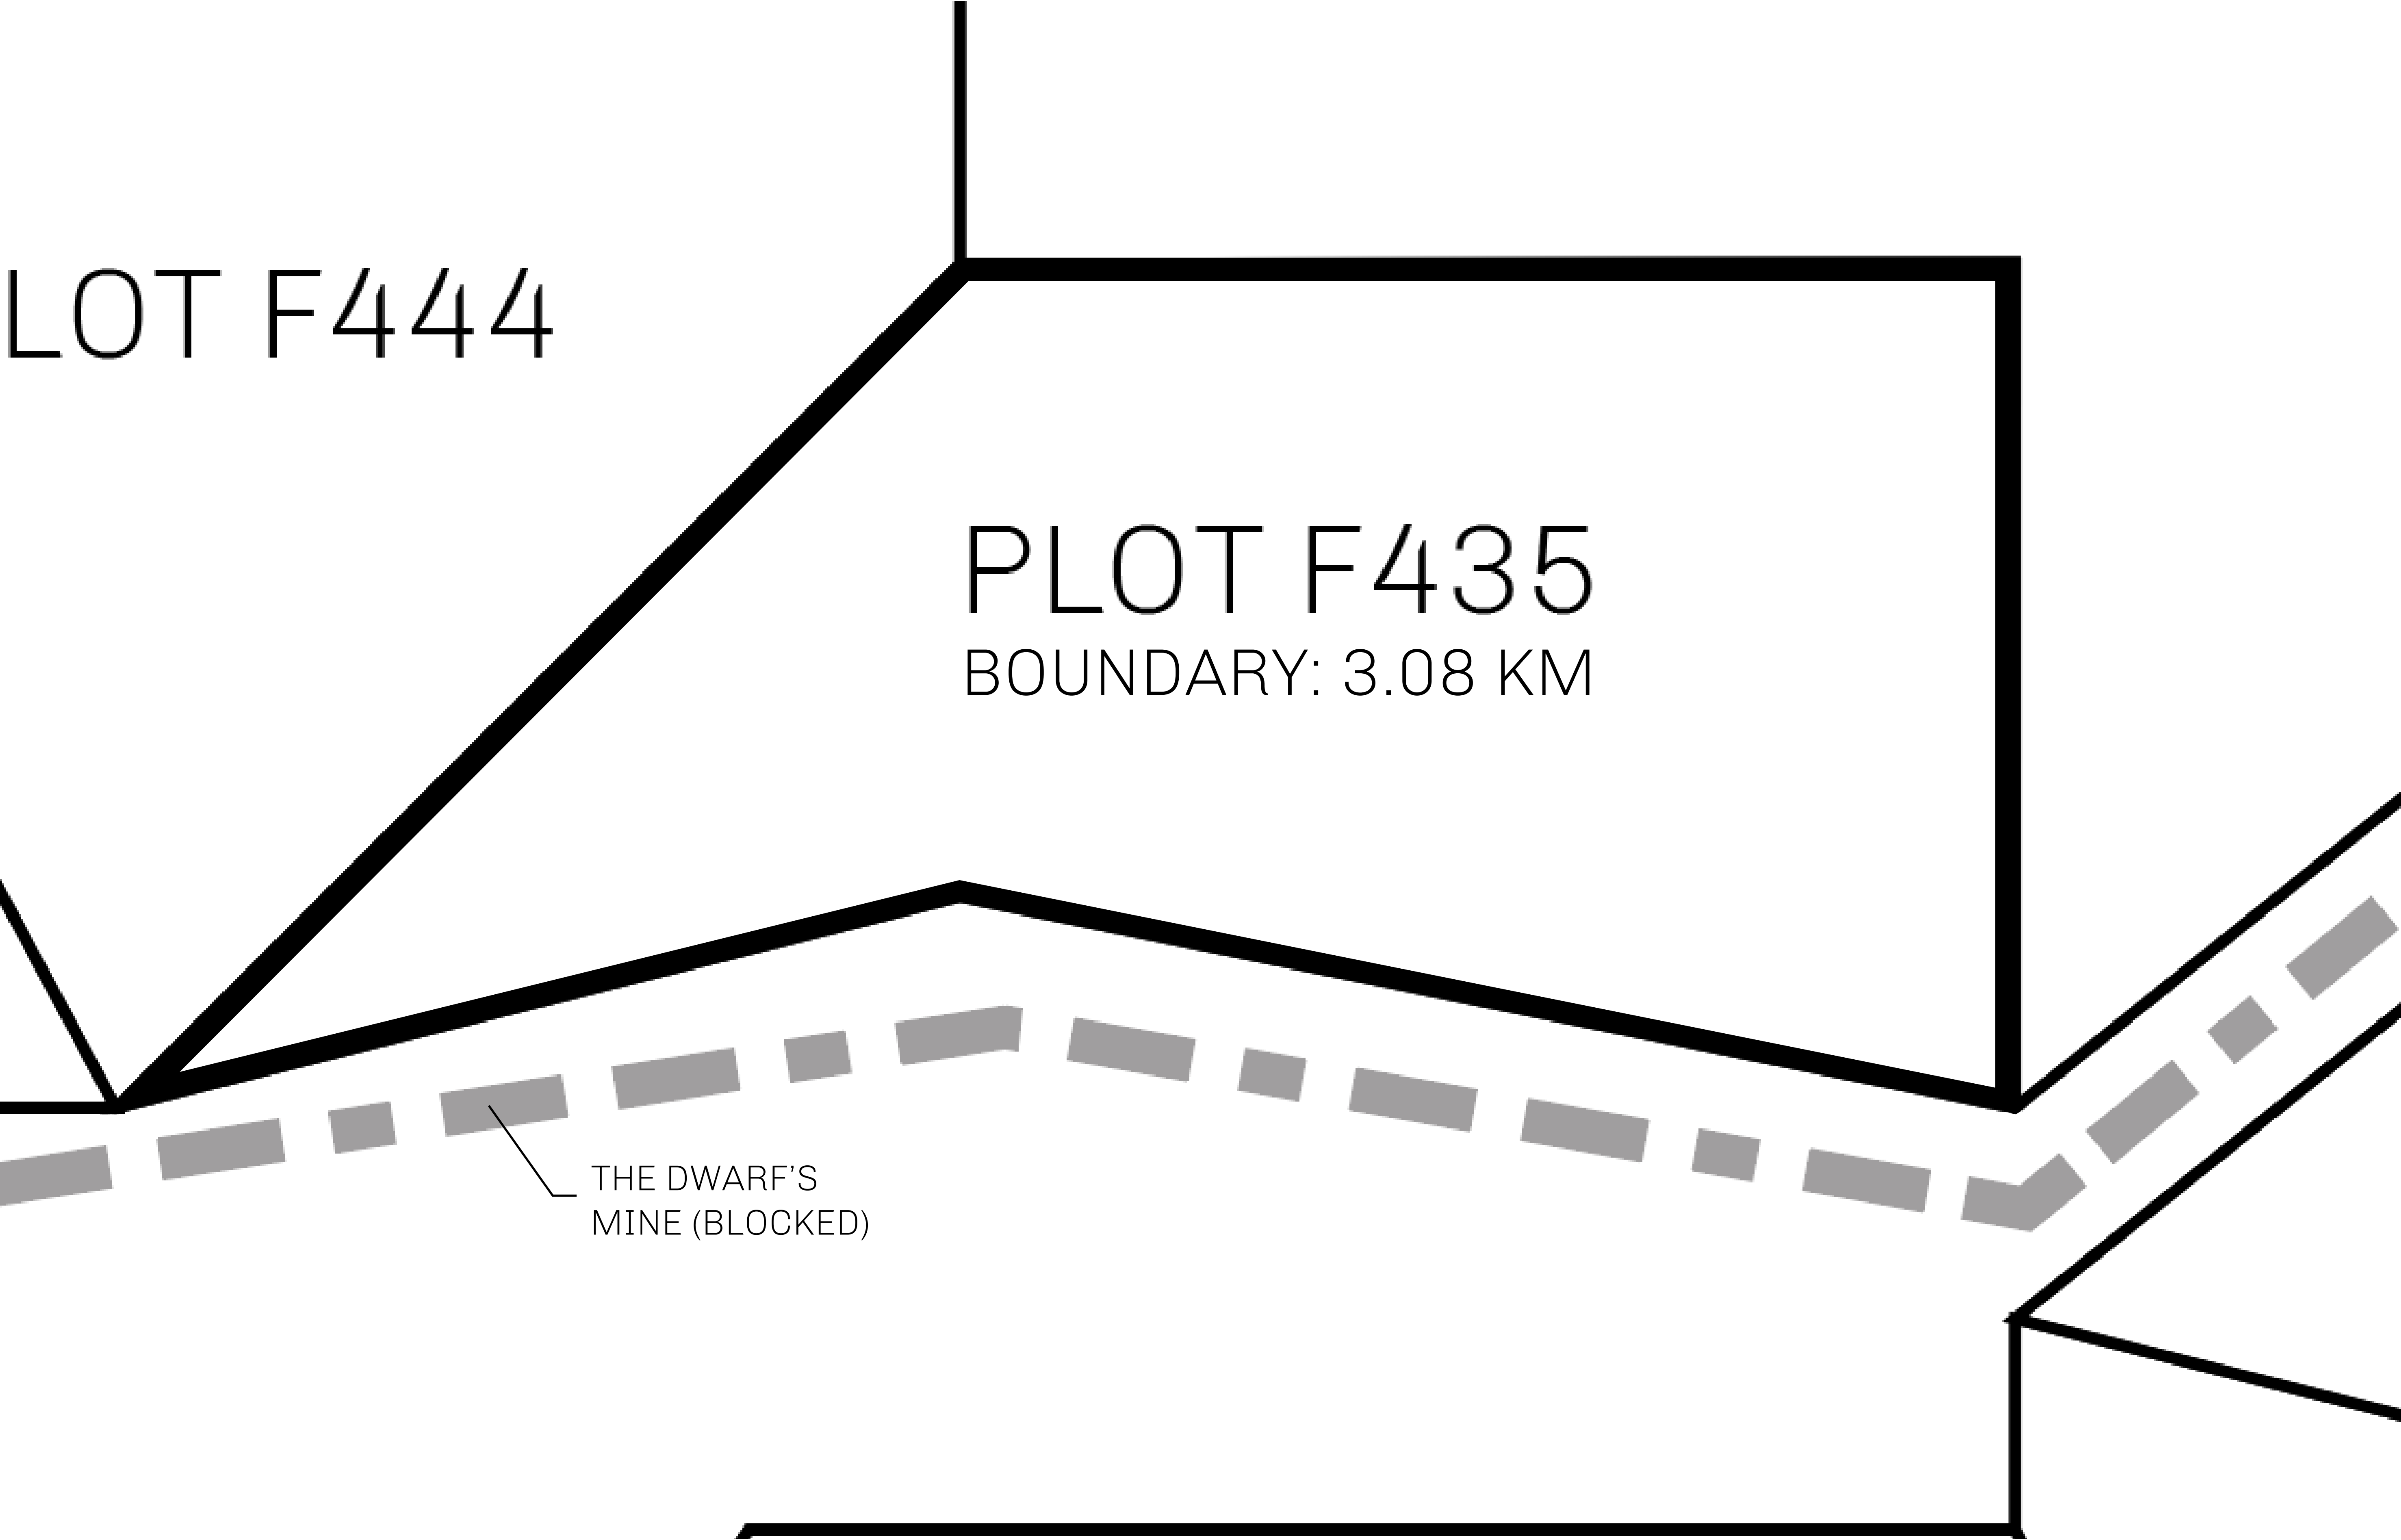 LOT F444
PLOT F435
BOUNDARY: 3.08 KM
THE DWARF'S
MINE (BLOCKED)